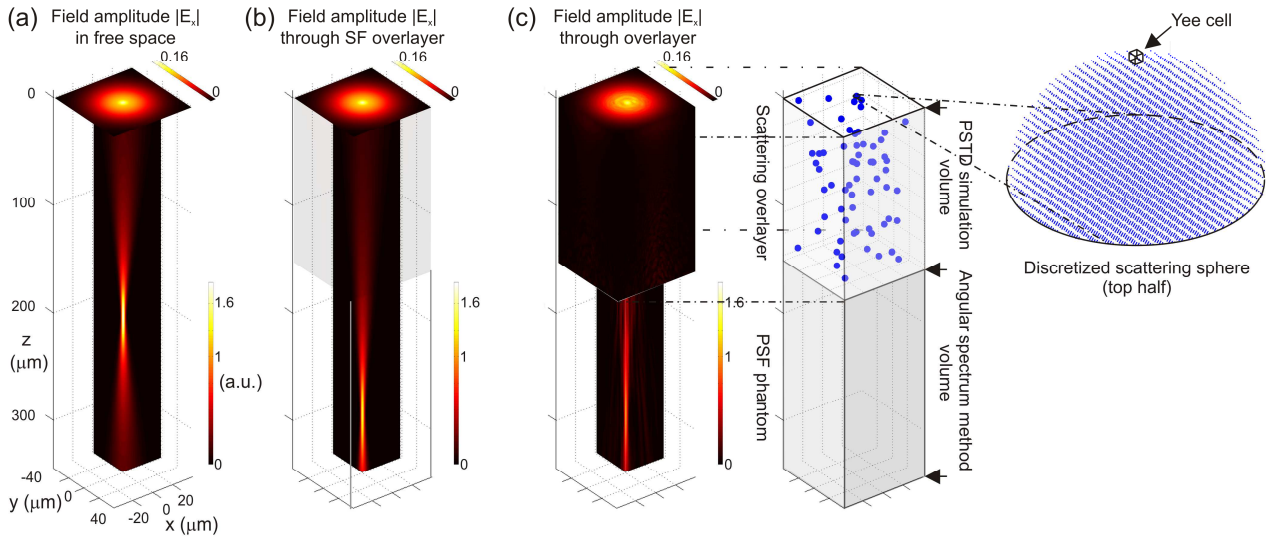 (a) Field amplitude |Eₓ|
in free space
0.16
0
0
100
200
z
(μm)
300
-40
y (μm)
0
40
-20
0
20
x (μm)
1.6
1
(a.u.)
0
(b) Field amplitude |Eₓ|
through SF overlayer
0.16
0
1.6
1
0
(c) Field amplitude |Eₓ|
through overlayer
0.16
0
1.6
1
0
Scattering overlayer
PSF phantom
PSTD simulation
volume
Angular spectrum method
volume
Yee cell
Discretized scattering sphere
(top half)